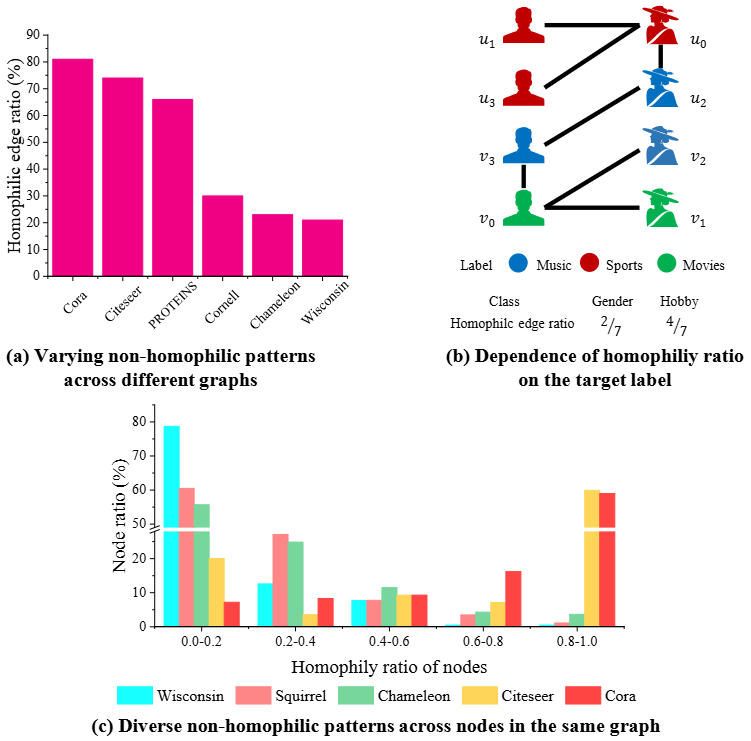 90
80
70
60
50
40
30
20
10
0
Homophilic edge ratio (%)
Cora
Citeseer
PROTEINS
Cornell
Chameleon
Wisconsin
(a) Varying non-homophilic patterns
across different graphs
u1
u0
u3
u2
v3
v2
v0
v1
Label Music Sports Movies
Class Gender Hobby
Homophilic edge ratio 2/7 4/7
(b) Dependence of homophiliy ratio
on the target label
80
70
60
50
20
10
0
Node ratio (%)
0.0-0.2 0.2-0.4 0.4-0.6 0.6-0.8 0.8-1.0
Homophily ratio of nodes
Wisconsin Squirrel Chameleon Citeseer Cora
(c) Diverse non-homophilic patterns across nodes in the same graph